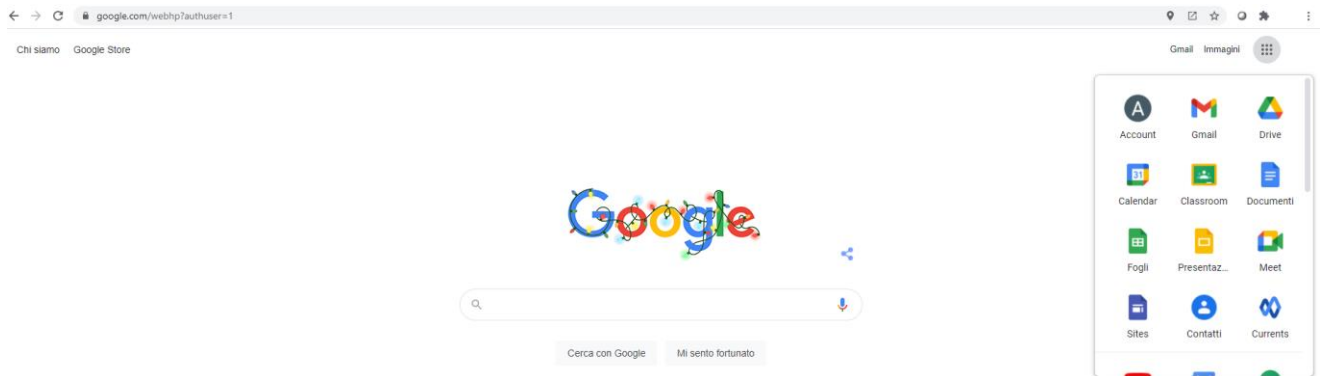 google.com/webhp?authuser=1
Chi siamo Google Store
Gmail Immagini
A
Account Gmail Drive
31
Calendar Classroom Documenti
Google
Fogli Presentaz... Meet
Sites Contatti Currents
Cerca con Google Mi sento fortunato